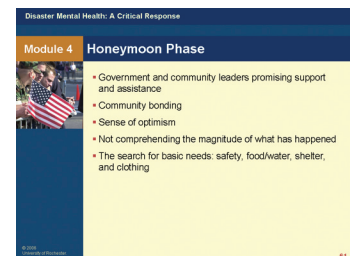 Disaster Mental Health: A Critical Response
Module 4
Honeymoon Phase
• Government and community leaders promising support
and assistance
• Community bonding
• Sense of optimism
• Not comprehending the magnitude of what has happened
• The search for basic needs: safety, food/water, shelter,
and clothing
University of Rochester